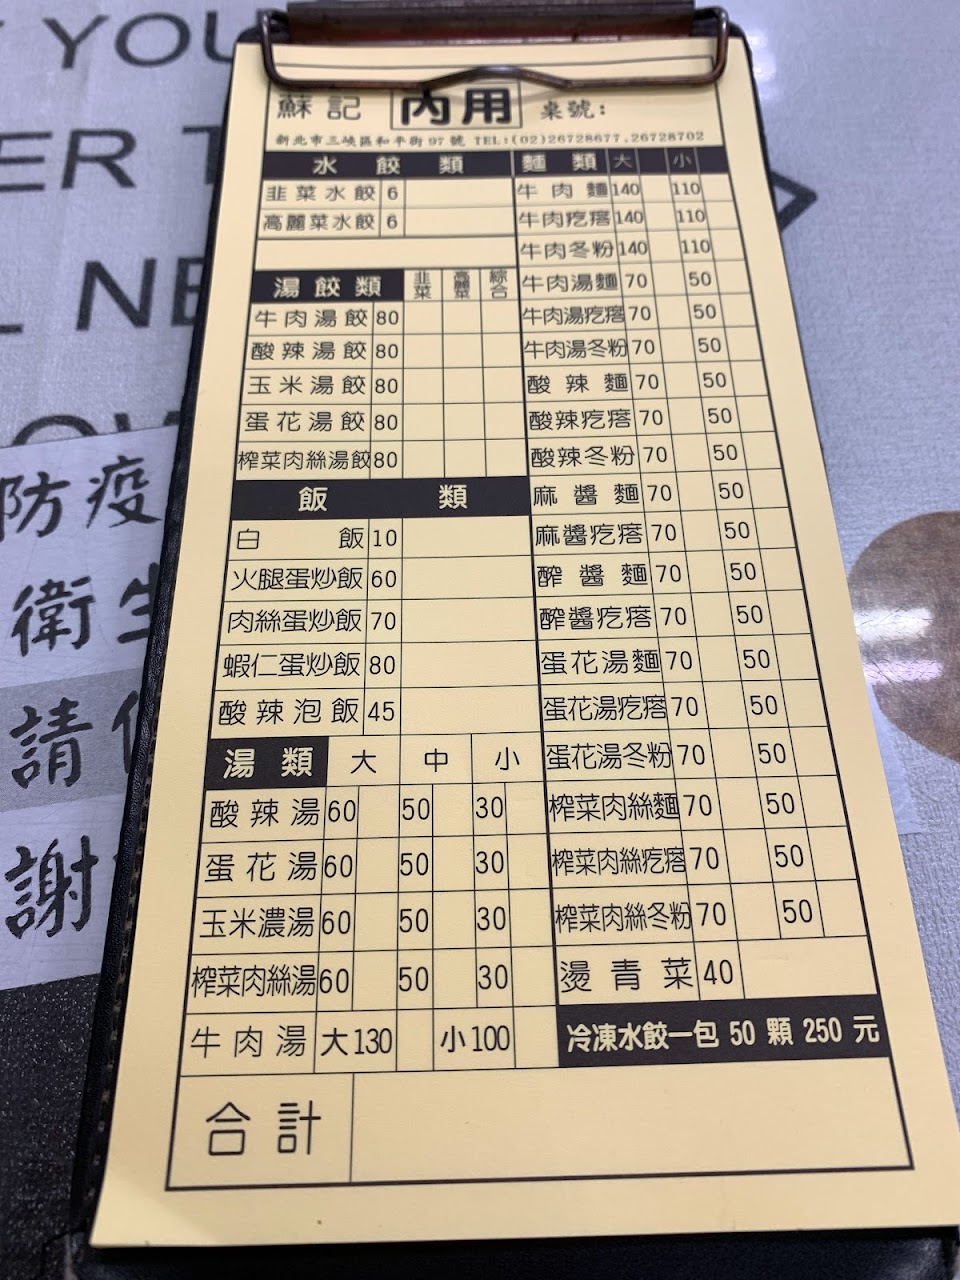 YOU
ER T
L NE
OW
防疫
衛生
請
謝
蘇記 內用 桌號:
新北市三峽區和平街97號 TEL:(02)26728677,26728702
水餃類
韭菜水餃 6
高麗菜水餃 6
湯餃類 韭菜 高麗菜 綜合
牛肉湯餃 80
酸辣湯餃 80
玉米湯餃 80
蛋花湯餃 80
榨菜肉絲湯餃 80
飯類
白飯 10
火腿蛋炒飯 60
肉絲蛋炒飯 70
蝦仁蛋炒飯 80
酸辣泡飯 45
湯類 大 中 小
酸辣湯 60 50 30
蛋花湯 60 50 30
玉米濃湯 60 50 30
榨菜肉絲湯 60 50 30
牛肉湯 大130 小100
麵類 大 小
牛肉麵 140 110
牛肉疙瘩 140 110
牛肉冬粉 140 110
牛肉湯麵 70 50
牛肉湯疙瘩 70 50
牛肉湯冬粉 70 50
酸辣麵 70 50
酸辣疙瘩 70 50
酸辣冬粉 70 50
麻醬麵 70 50
麻醬疙瘩 70 50
醡醬麵 70 50
醡醬疙瘩 70 50
蛋花湯麵 70 50
蛋花湯疙瘩 70 50
蛋花湯冬粉 70 50
榨菜肉絲麵 70 50
榨菜肉絲疙瘩 70 50
榨菜肉絲冬粉 70 50
燙青菜 40
冷凍水餃一包 50 顆 250 元
合計